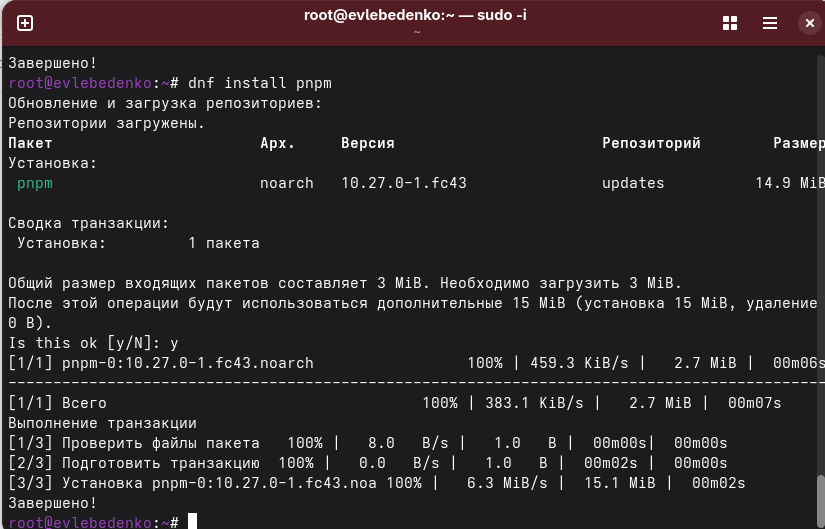 root@evlebedenko:~ — sudo -i
~
Завершено!
root@evlebedenko:~# dnf install pnpm
Обновление и загрузка репозиториев:
Репозитории загружены.
Пакет Арх. Версия Репозиторий Размер
Установка:
pnpm noarch 10.27.0-1.fc43 updates 14.9 MiB
Сводка транзакции:
Установка: 1 пакета
Общий размер входящих пакетов составляет 3 MiB. Необходимо загрузить 3 MiB.
После этой операции будут использоваться дополнительные 15 MiB (установка 15 MiB, удаление
0 B).
Is this ok [y/N]: y
[1/1] pnpm-0:10.27.0-1.fc43.noarch 100% | 459.3 KiB/s | 2.7 MiB | 00m06s
--------------------------------------------------------------------------------------------
[1/1] Всего 100% | 383.1 KiB/s | 2.7 MiB | 00m07s
Выполнение транзакции
[1/3] Проверить файлы пакета 100% | 8.0 B/s | 1.0 B | 00m00s| 00m00s
[2/3] Подготовить транзакцию 100% | 0.0 B/s | 1.0 B | 00m02s | 00m00s
[3/3] Установка pnpm-0:10.27.0-1.fc43.noa 100% | 6.3 MiB/s | 15.1 MiB | 00m02s
Завершено!
root@evlebedenko:~#